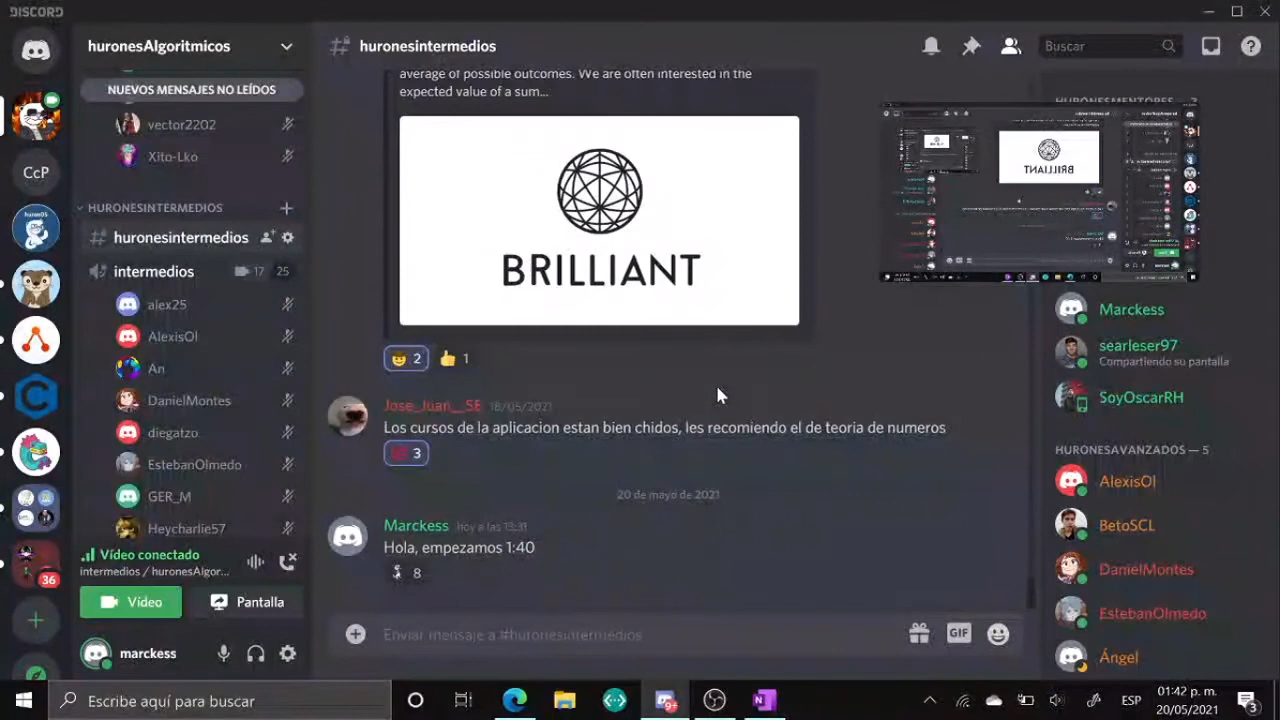 DISCORD
huronesAlgoritmicos
NUEVOS MENSAJES NO LEÍDOS
vector2202
Xito-Lko
CcP
HURONESINTERMEDIOS
huronesintermedios
intermedios
17 25
alex25
AlexisOl
An
DanielMontes
diegatzo
EstebanOlmedo
GER_M
Heycharlie57
36
Vídeo conectado
intermedios / huronesAlgor...
Vídeo
Pantalla
marckess
huronesintermedios
average of possible outcomes. We are often interested in the
expected value of a sum...
BRILLIANT
2 1
Jose_Juan__SE 18/05/2021
Los cursos de la aplicacion estan bien chidos, les recomiendo el de teoria de numeros
3
20 de mayo de 2021
Marckess hoy a las 13:31
Hola, empezamos 1:40
8
Enviar mensaje a #huronesintermedios
GIF
Buscar
BRILLIANT
Marckess
searleser97
Compartiendo su pantalla
SoyOscarRH
HURONESAVANZADOS — 5
AlexisOl
BetoSCL
DanielMontes
EstebanOlmedo
Ángel
Escribe aquí para buscar
9+
ESP
01:42 p. m.
20/05/2021
3